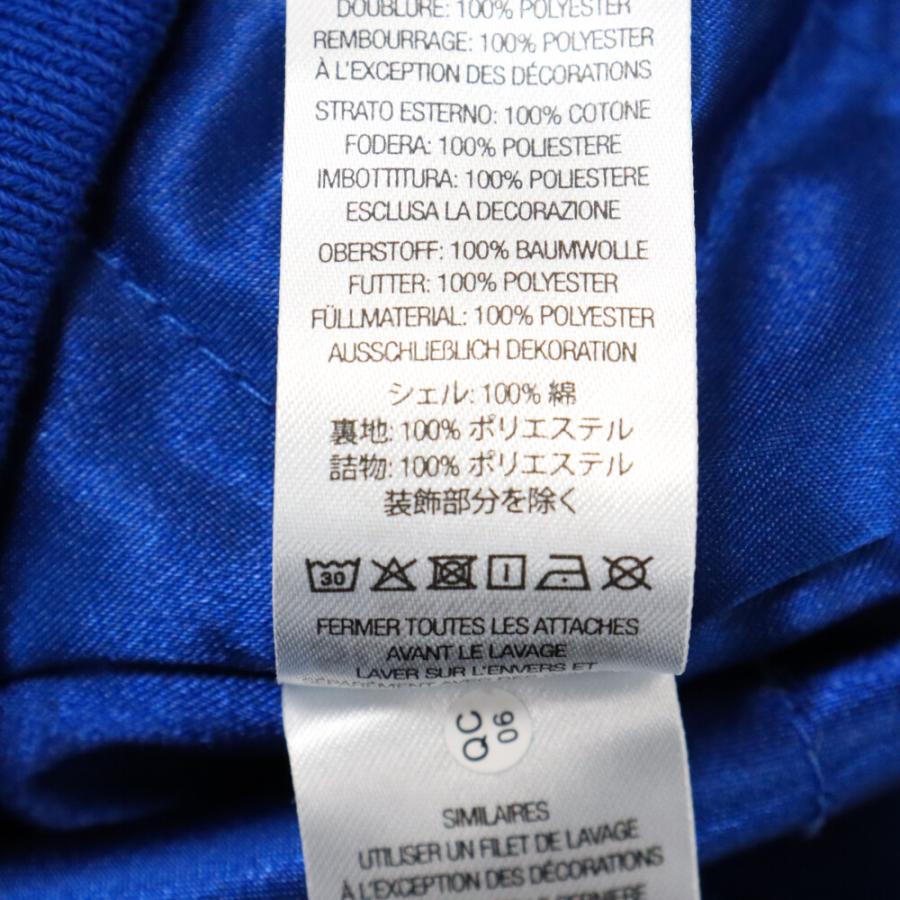 DOUBLURE: 100% POLYESTER
REMBOURRAGE: 100% POLYESTER
À L'EXCEPTION DES DÉCORATIONS
STRATO ESTERNO: 100% COTONE
FODERA: 100% POLIESTERE
IMBOTTITURA: 100% POLIESTERE
ESCLUSA LA DECORAZIONE
OBERSTOFF: 100% BAUMWOLLE
FUTTER: 100% POLYESTER
FÜLLMATERIAL: 100% POLYESTER
AUSSCHLIEßLICH DEKORATION
シェル: 100% 綿
裏地: 100% ポリエステル
詰物: 100% ポリエステル
装飾部分を除く
30
FERMER TOUTES LES ATTACHES
AVANT LE LAVAGE
LAVER SUR L'ENVERS ET
QC
06
SIMILAIRES
UTILISER UN FILET DE LAVAGE
À L'EXCEPTION DES DÉCORATIONS